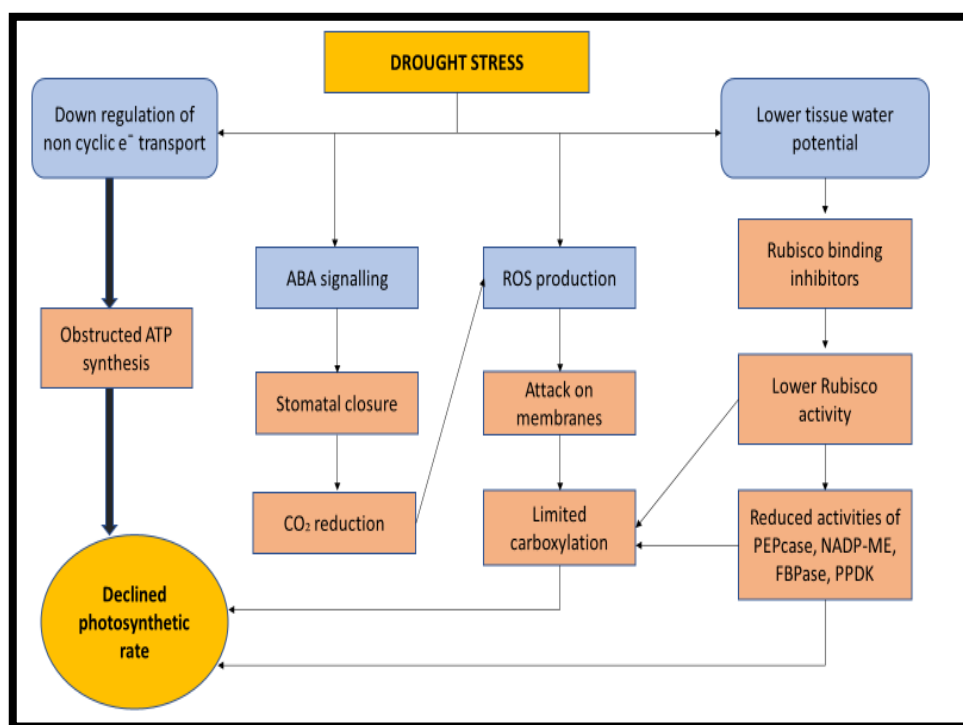 DROUGHT STRESS
Down regulation of
non cyclic e⁻ transport
Lower tissue water
potential
ABA signalling
ROS production
Rubisco binding
inhibitors
Obstructed ATP
synthesis
Stomatal closure
Attack on
membranes
Lower Rubisco
activity
CO₂ reduction
Limited
carboxylation
Reduced activities of
PEPcase, NADP-ME,
FBPase, PPDK
Declined
photosynthetic
rate